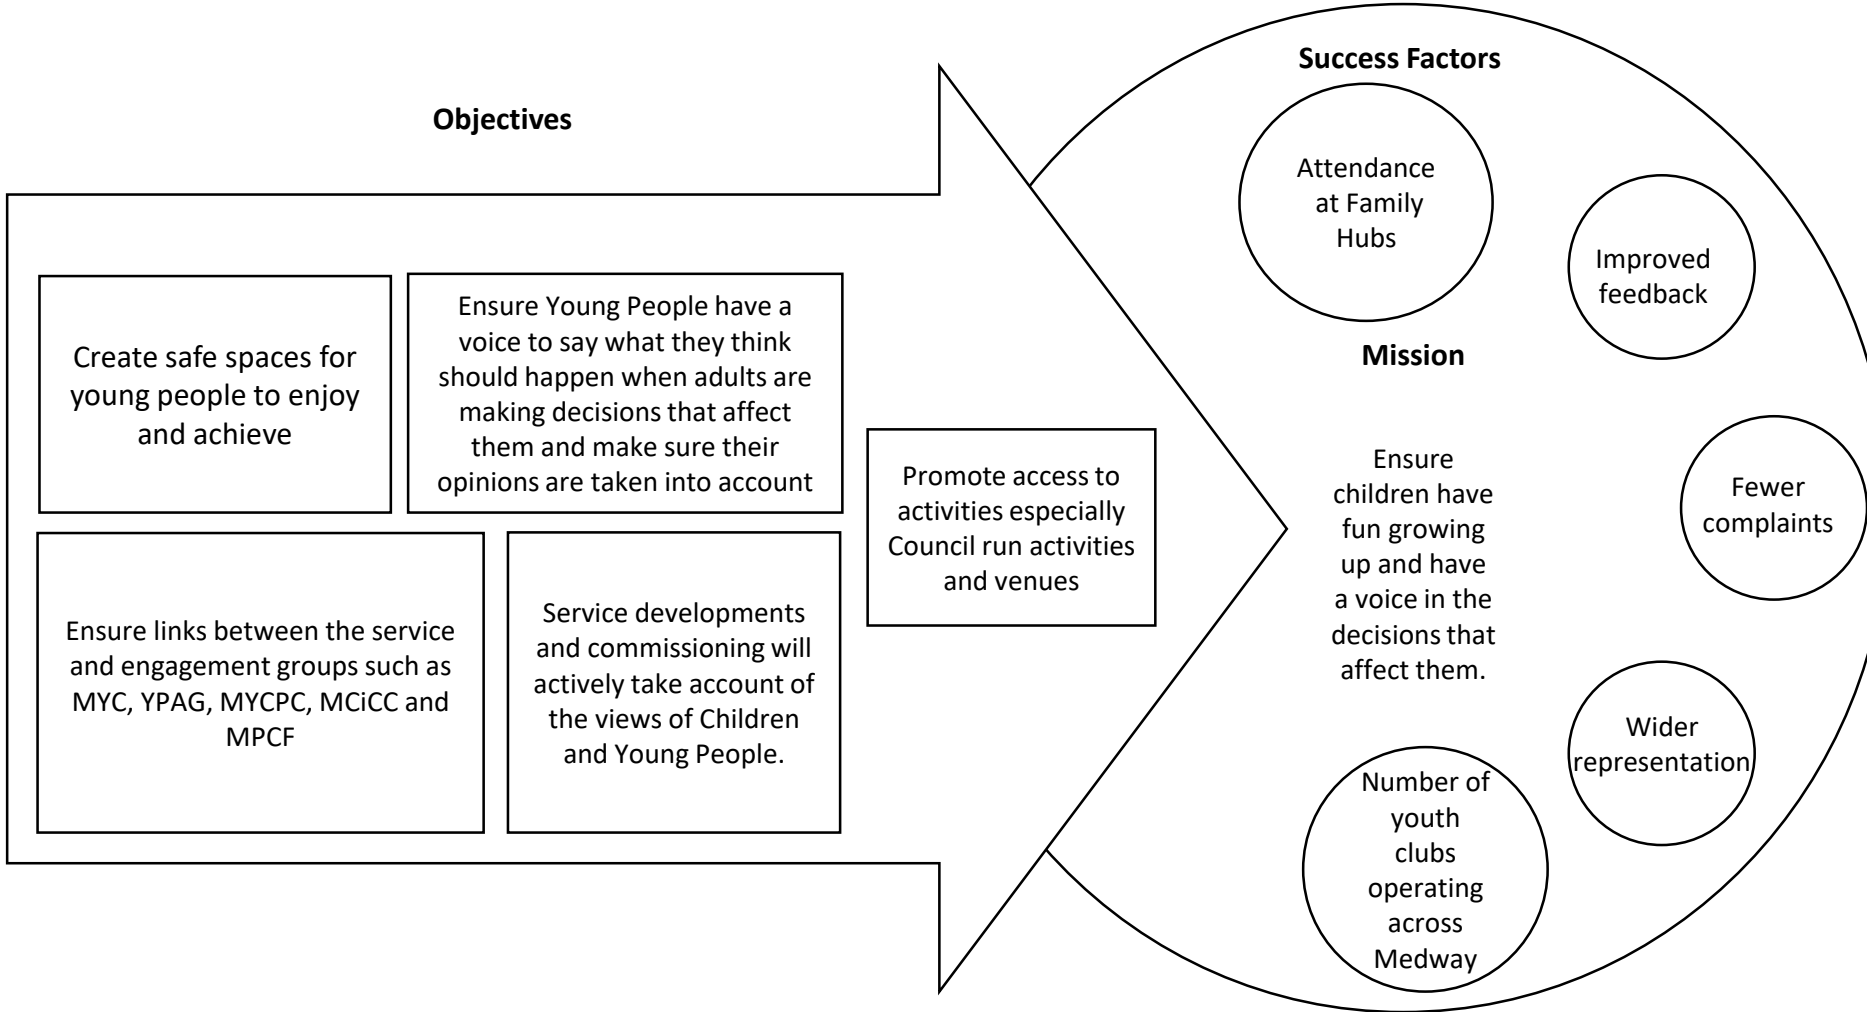 Objectives
Create safe spaces for
young people to enjoy
and achieve
Ensure Young People have a
voice to say what they think
should happen when adults are
making decisions that affect
them and make sure their
opinions are taken into account
Ensure links between the service
and engagement groups such as
MYC, YPAG, MYCPC, MCiCC and
MPCF
Service developments
and commissioning will
actively take account of
the views of Children
and Young People.
Promote access to
activities especially
Council run activities
and venues
Success Factors
Attendance
at Family
Hubs
Improved
feedback
Mission
Ensure
children have
fun growing
up and have
a voice in the
decisions that
affect them.
Fewer
complaints
Wider
representation
Number of
youth
clubs
operating
across
Medway